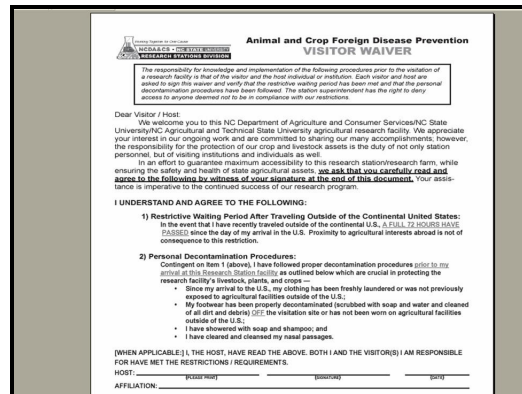 Working Together for One Cause
NCDA&CS • NC STATE UNIVERSITY
RESEARCH STATIONS DIVISION
Animal and Crop Foreign Disease Prevention
VISITOR WAIVER
The responsibility for knowledge and implementation of the following procedures prior to the visitation of
a research facility is that of the visitor and the host individual or institution. Each visitor and host are
asked to sign this waiver and verify that the restrictive waiting period has been met and that the personal
decontamination procedures have been followed. The station superintendent has the right to deny
access to anyone deemed not to be in compliance with our restrictions.
Dear Visitor / Host:
We welcome you to this NC Department of Agriculture and Consumer Services/NC State
University/NC Agricultural and Technical State University agricultural research facility. We appreciate
your interest in our ongoing work and are committed to sharing our many accomplishments; however,
the responsibility for the protection of our crop and livestock assets is the duty of not only station
personnel, but of visiting institutions and individuals as well.
In an effort to guarantee maximum accessibility to this research station/research farm, while
ensuring the safety and health of state agricultural assets, we ask that you carefully read and
agree to the following by witness of your signature at the end of this document. Your assis-
tance is imperative to the continued success of our research program.
I UNDERSTAND AND AGREE TO THE FOLLOWING:
1) Restrictive Waiting Period After Traveling Outside of the Continental United States:
In the event that I have recently traveled outside of the continental U.S., A FULL 72 HOURS HAVE
PASSED since the day of my arrival in the U.S. Proximity to agricultural interests abroad is not of
consequence to this restriction.
2) Personal Decontamination Procedures:
Contingent on Item 1 (above), I have followed proper decontamination procedures prior to my
arrival at this Research Station facility as outlined below which are crucial in protecting the
research facility's livestock, plants, and crops —
• Since my arrival to the U.S., my clothing has been freshly laundered or was not previously
exposed to agricultural facilities outside of the U.S.;
• My footwear has been properly decontaminated (scrubbed with soap and water and cleaned
of all dirt and debris) OFF the visitation site or has not been worn on agricultural facilities
outside of the U.S.;
• I have showered with soap and shampoo; and
• I have cleared and cleansed my nasal passages.
[WHEN APPLICABLE:] I, THE HOST, HAVE READ THE ABOVE. BOTH I AND THE VISITOR(S) I AM RESPONSIBLE
FOR HAVE MET THE RESTRICTIONS / REQUIREMENTS.
HOST:
(PLEASE PRINT) (SIGNATURE) (DATE)
AFFILIATION: